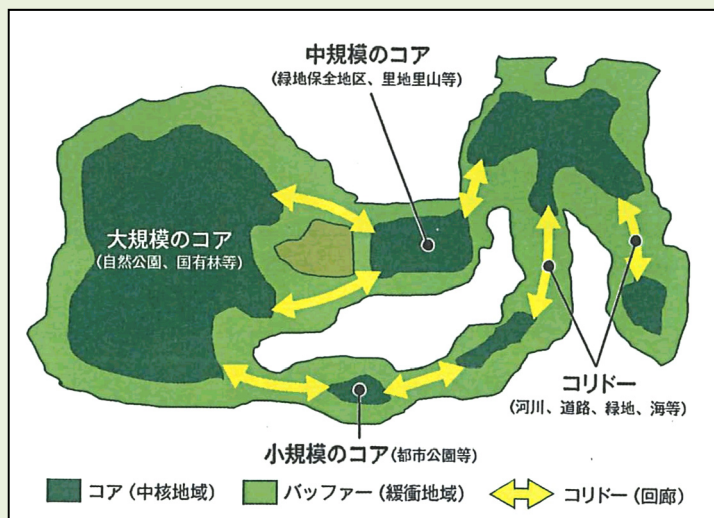 中規模のコア
(緑地保全地区、里地里山等)
大規模のコア
(自然公園、国有林等)
コリドー
(河川、道路、緑地、海等)
小規模のコア(都市公園等)
コア(中核地域)
バッファー(緩衝地域)
コリドー(回廊)